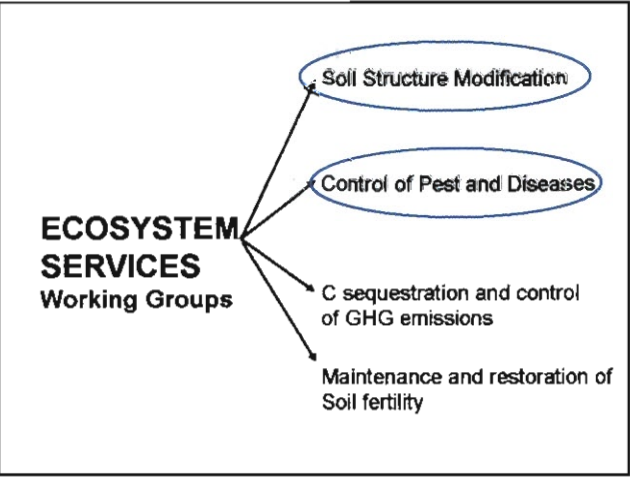 Soil Structure Modification
Control of Pest and Diseases
ECOSYSTEM
SERVICES
Working Groups
C sequestration and control
of GHG emissions
Maintenance and restoration of
Soil fertility